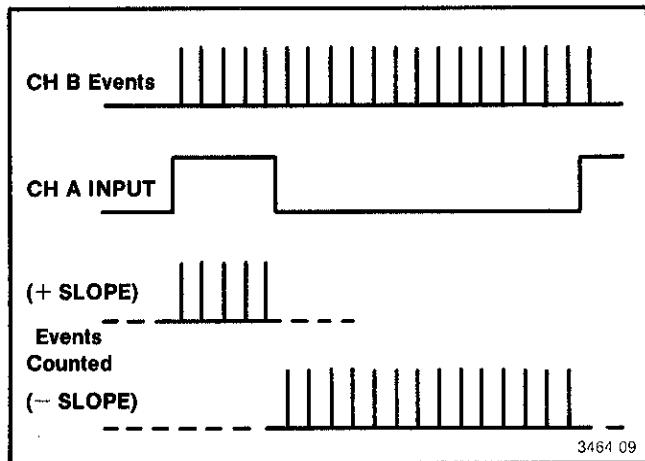 CH B Events
CH A INPUT
(+ SLOPE)
Events
Counted
(— SLOPE)
3464 09